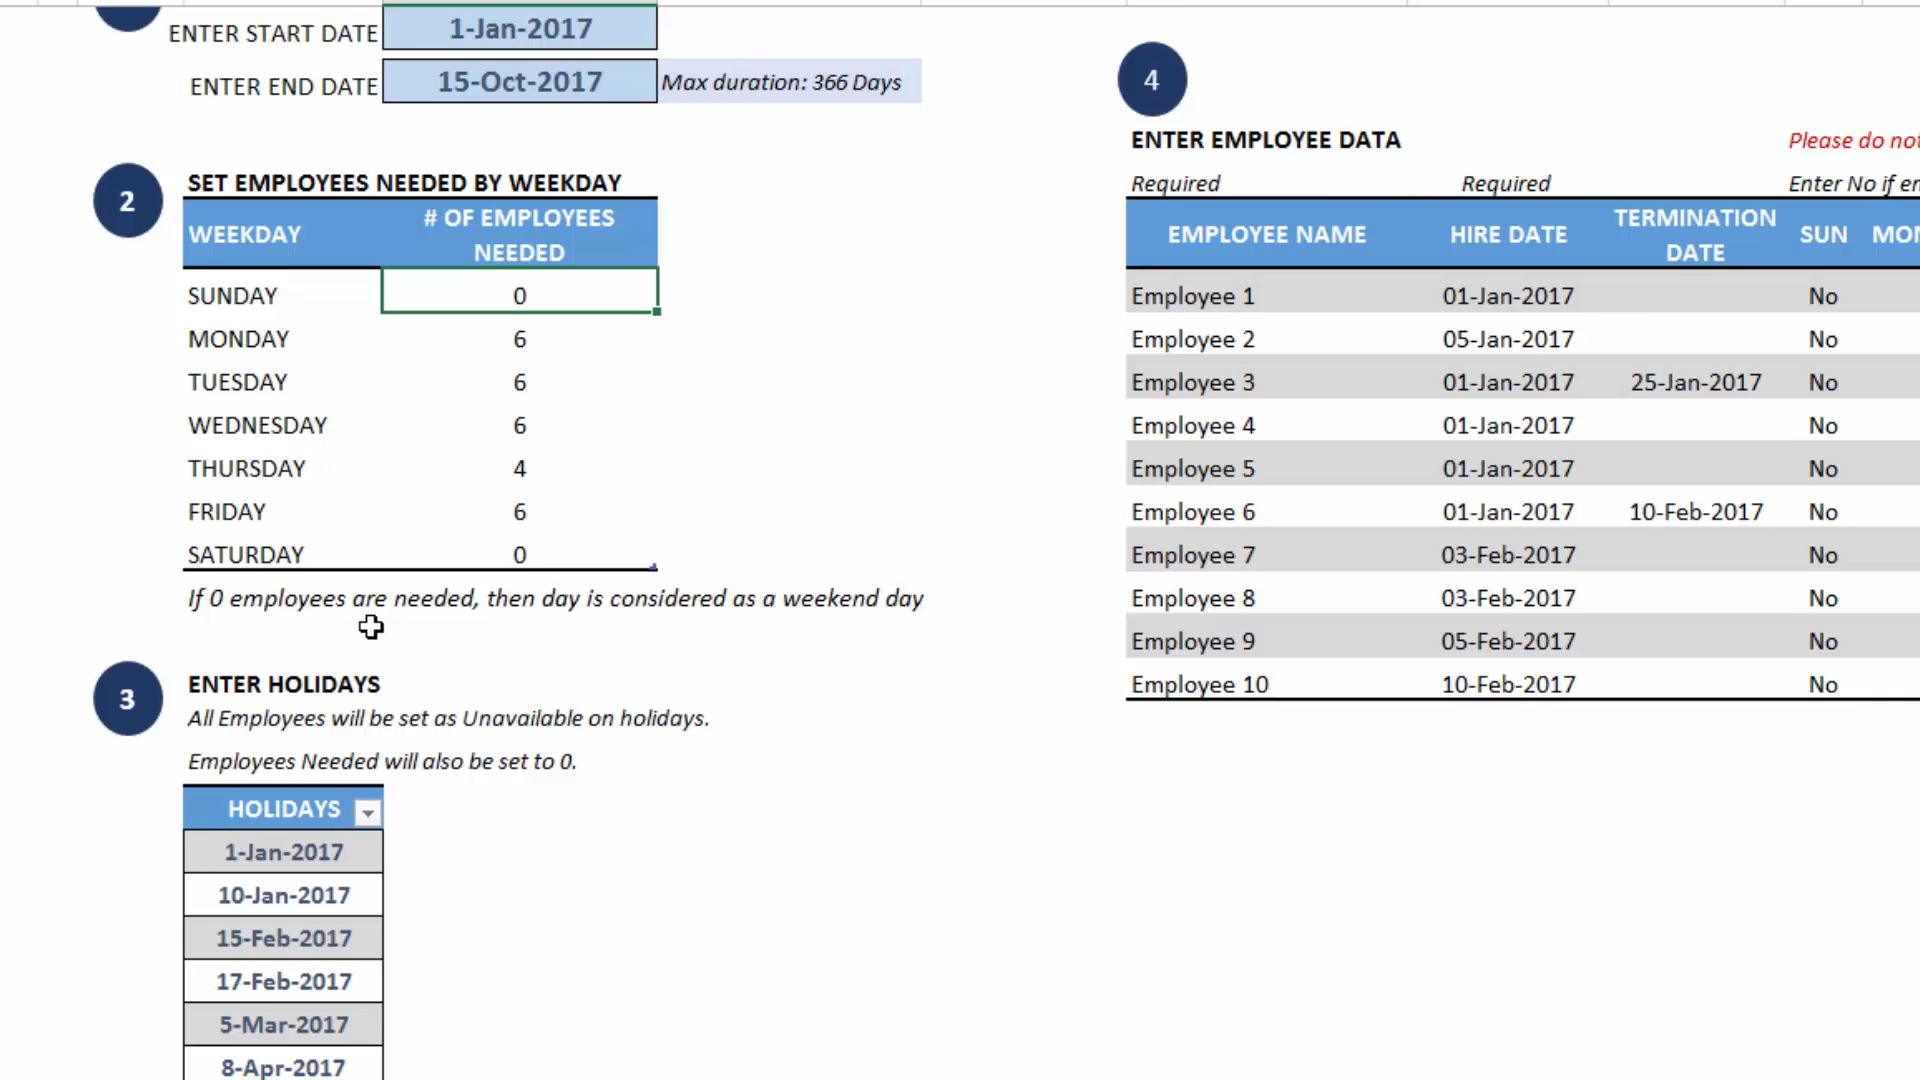 ENTER START DATE 1-Jan-2017
ENTER END DATE 15-Oct-2017 Max duration: 366 Days
2
SET EMPLOYEES NEEDED BY WEEKDAY
WEEKDAY # OF EMPLOYEES NEEDED
SUNDAY 0
MONDAY 6
TUESDAY 6
WEDNESDAY 6
THURSDAY 4
FRIDAY 6
SATURDAY 0
If 0 employees are needed, then day is considered as a weekend day
3
ENTER HOLIDAYS
All Employees will be set as Unavailable on holidays.
Employees Needed will also be set to 0.
HOLIDAYS
1-Jan-2017
10-Jan-2017
15-Feb-2017
17-Feb-2017
5-Mar-2017
8-Apr-2017
4
ENTER EMPLOYEE DATA Please do not
Required Required Enter No if
EMPLOYEE NAME HIRE DATE TERMINATION DATE SUN MON
Employee 1 01-Jan-2017 No
Employee 2 05-Jan-2017 No
Employee 3 01-Jan-2017 25-Jan-2017 No
Employee 4 01-Jan-2017 No
Employee 5 01-Jan-2017 No
Employee 6 01-Jan-2017 10-Feb-2017 No
Employee 7 03-Feb-2017 No
Employee 8 03-Feb-2017 No
Employee 9 05-Feb-2017 No
Employee 10 10-Feb-2017 No